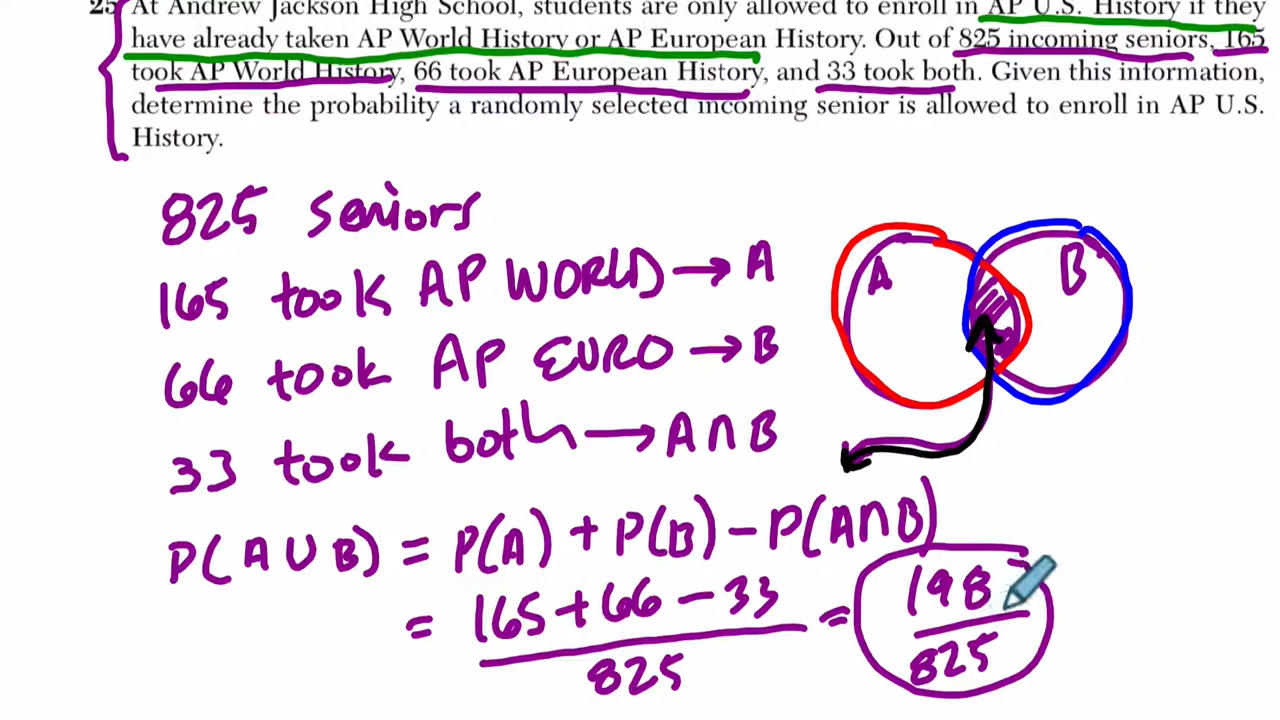 25 At Andrew Jackson High School, students are only allowed to enroll in AP U.S. History if they
have already taken AP World History or AP European History. Out of 825 incoming seniors, 165
took AP World History, 66 took AP European History, and 33 took both. Given this information,
determine the probability a randomly selected incoming senior is allowed to enroll in AP U.S.
History.
825 seniors
165 took AP WORLD → A
66 took AP EURO → B
33 took both → A ∩ B
A B
P(A ∪ B) = P(A) + P(B) − P(A ∩ B)
= 165 + 66 − 33 = 198
825 825